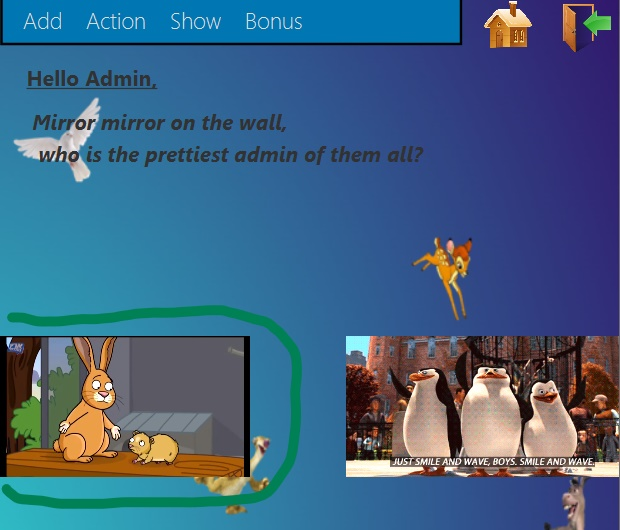 Add Action Show Bonus
Hello Admin,
Mirror mirror on the wall,
who is the prettiest admin of them all?
JUST SMILE AND WAVE, BOYS. SMILE AND WAVE.